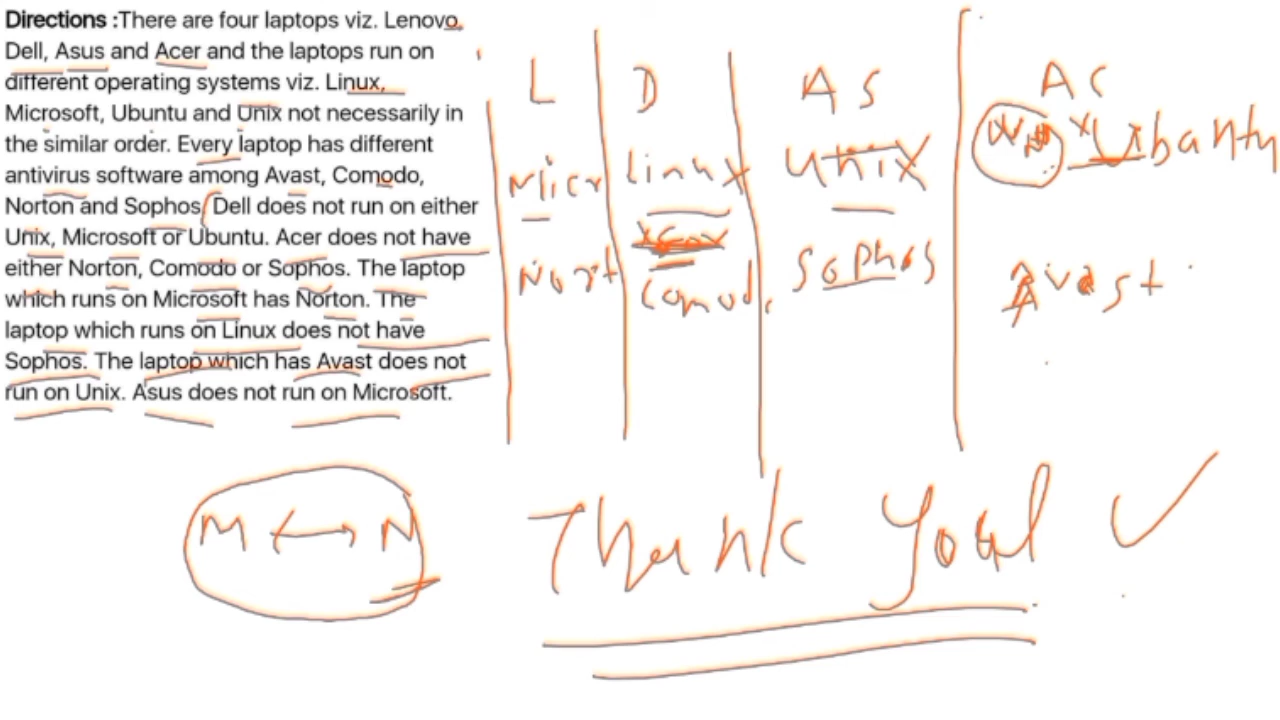 Directions :There are four laptops viz. Lenovo,
Dell, Asus and Acer and the laptops run on
different operating systems viz. Linux,
Microsoft, Ubuntu and Unix not necessarily in
the similar order. Every laptop has different
antivirus software among Avast, Comodo,
Norton and Sophos. Dell does not run on either
Unix, Microsoft or Ubuntu. Acer does not have
either Norton, Comodo or Sophos. The laptop
which runs on Microsoft has Norton. The
laptop which runs on Linux does not have
Sophos. The laptop which has Avast does not
run on Unix. Asus does not run on Microsoft.
L D AS AC
Micr Linux Unix Ubantu
Nort Comod Sophos Avast
M ↔ N
Thank You